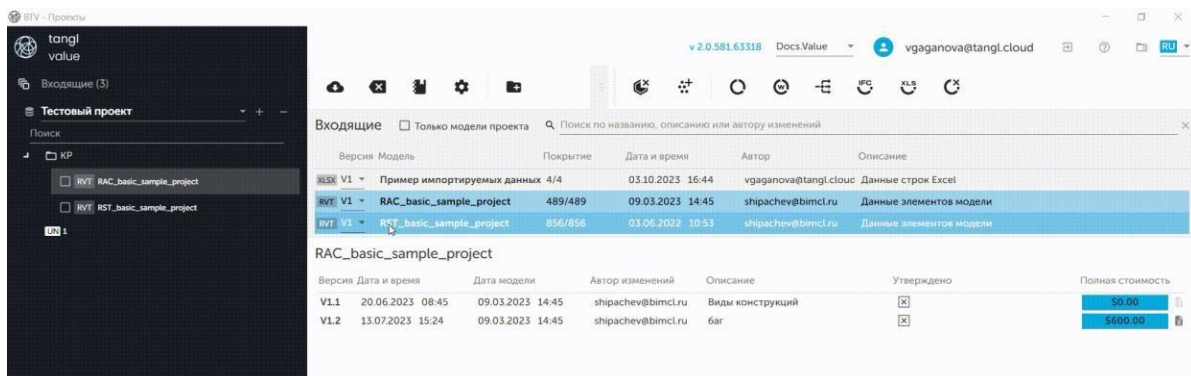 BTV - Проекты
tangl
value
v 2.0.581.63318 Docs.Value vgaganova@tangl.cloud RU
Входящие (3)
Тестовый проект
Поиск
КР
RVT RAC_basic_sample_project
RVT RST_basic_sample_project
UN 1
W IFC XLS
Входящие Только модели проекта Поиск по названию, описанию или автору изменений
Версия Модель Покрытие Дата и время Автор Описание
XLSX V1 Пример импортируемых данных 4/4 03.10.2023 16:44 vgaganova@tangl.cloud Данные строк Excel
RVT V1 RAC_basic_sample_project 489/489 09.03.2023 14:45 shipachev@bimcl.ru Данные элементов модели
RVT V1 RST_basic_sample_project 856/856 03.06.2022 10:53 shipachev@bimcl.ru Данные элементов модели
RAC_basic_sample_project
Версия Дата и время Дата модели Автор изменений Описание Утверждено Полная стоимость
V1.1 20.06.2023 08:45 09.03.2023 14:45 shipachev@bimcl.ru Виды конструкций $0.00
V1.2 13.07.2023 15:24 09.03.2023 14:45 shipachev@bimcl.ru баг $600.00